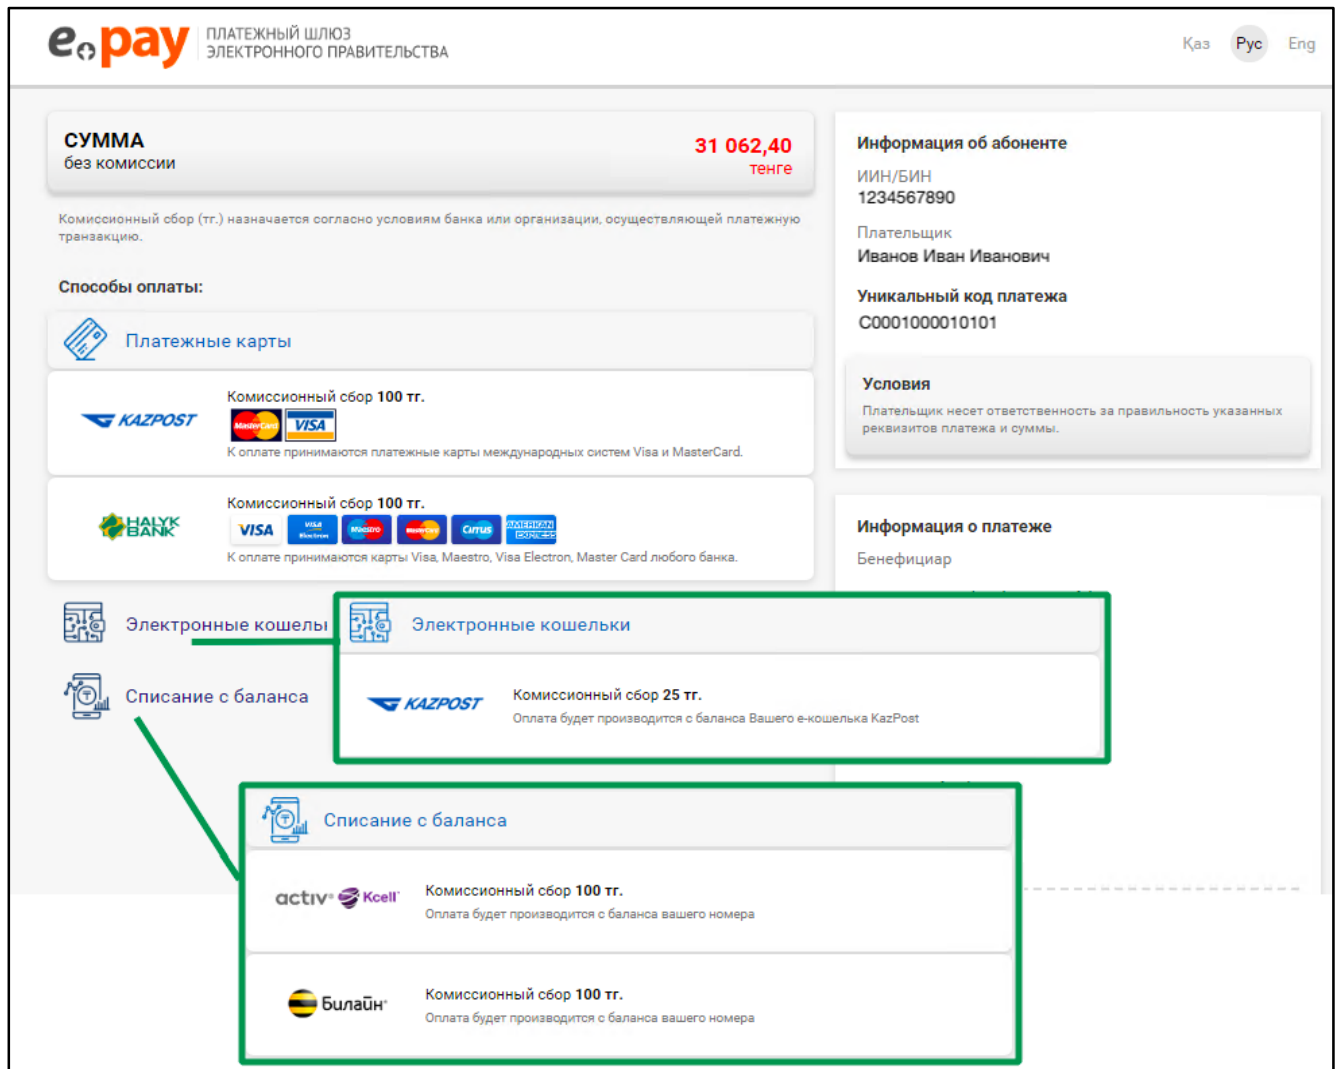 e pay
ПЛАТЕЖНЫЙ ШЛЮЗ
ЭЛЕКТРОННОГО ПРАВИТЕЛЬСТВА
Қаз Рус Eng
СУММА
без комиссии
31 062,40
тенге
Комиссионный сбор (тг.) назначается согласно условиям банка или организации, осуществляющей платежную
транзакцию.
Способы оплаты:
Платежные карты
KAZPOST
Комиссионный сбор 100 тг.
MasterCard VISA
К оплате принимаются платежные карты международных систем Visa и MasterCard.
HALYK
BANK
Комиссионный сбор 100 тг.
VISA VISA Electron Maestro MasterCard Cirrus AMERICAN EXPRESS
К оплате принимаются карты Visa, Maestro, Visa Electron, Master Card любого банка.
Электронные кошель
Списание с баланса
Электронные кошельки
KAZPOST
Комиссионный сбор 25 тг.
Оплата будет производится с баланса Вашего е-кошелька KazPost
Списание с баланса
activ Kcell
Комиссионный сбор 100 тг.
Оплата будет производится с баланса вашего номера
Билайн
Комиссионный сбор 100 тг.
Оплата будет производится с баланса вашего номера
Информация об абоненте
ИИН/БИН
1234567890
Плательщик
Иванов Иван Иванович
Уникальный код платежа
C0001000010101
Условия
Плательщик несет ответственность за правильность указанных
реквизитов платежа и суммы.
Информация о платеже
Бенефициар